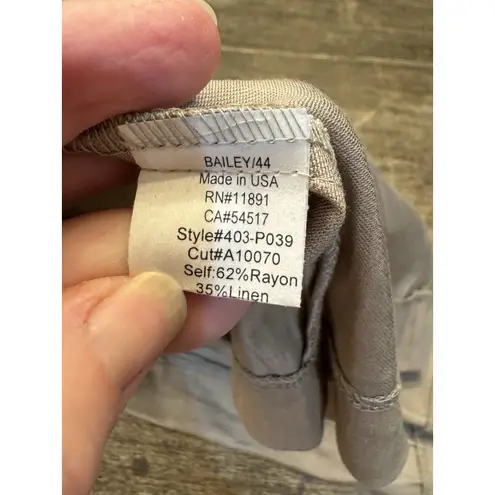 BAILEY/44
Made in USA
RN#11891
CA#54517
Style#403-P039
Cut#A10070
Self:62%Rayon
35%Linen